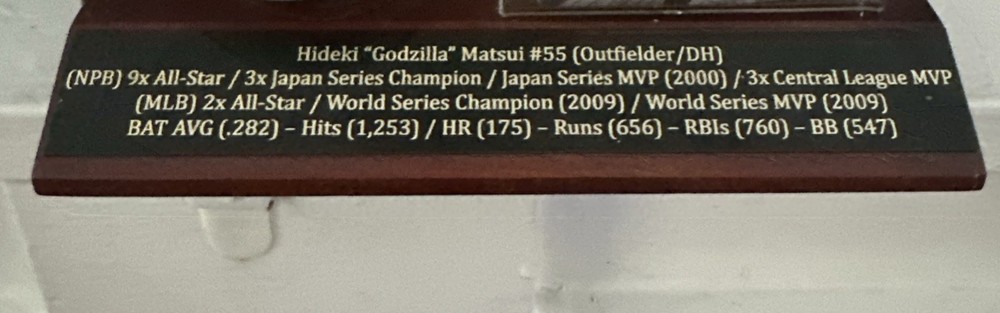 Hideki "Godzilla" Matsui #55 (Outfielder/DH)
(NPB) 9x All-Star / 3x Japan Series Champion / Japan Series MVP (2000) / 3x Central League MVP
(MLB) 2x All-Star / World Series Champion (2009) / World Series MVP (2009)
BAT AVG (.282) – Hits (1,253) / HR (175) – Runs (656) – RBIs (760) – BB (547)